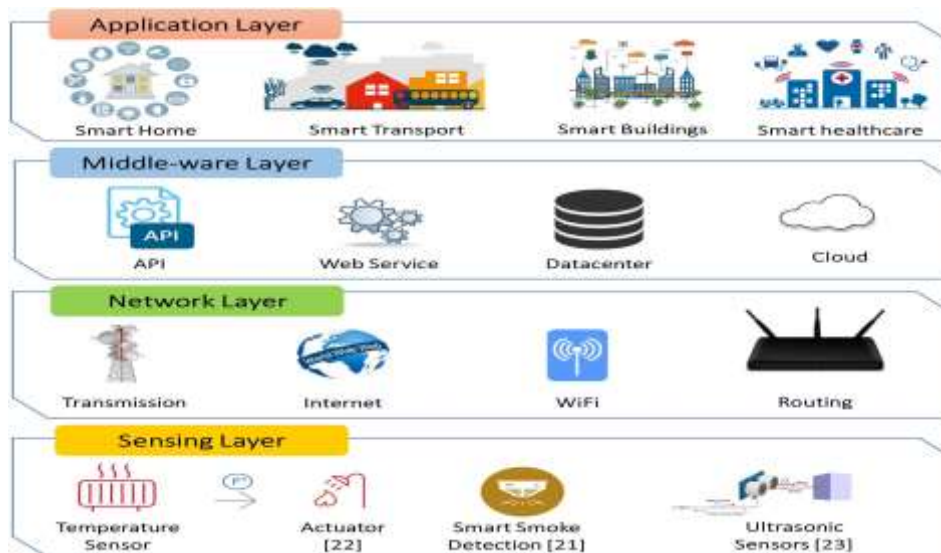 Application Layer
Smart Home
Smart Transport
Smart Buildings
Smart healthcare
Middle-ware Layer
API
API
Web Service
Datacenter
Cloud
Network Layer
Transmission
Internet
WiFi
Routing
Sensing Layer
Temperature
Sensor
Actuator
[22]
Smart Smoke
Detection [21]
Ultrasonic
Sensors [23]